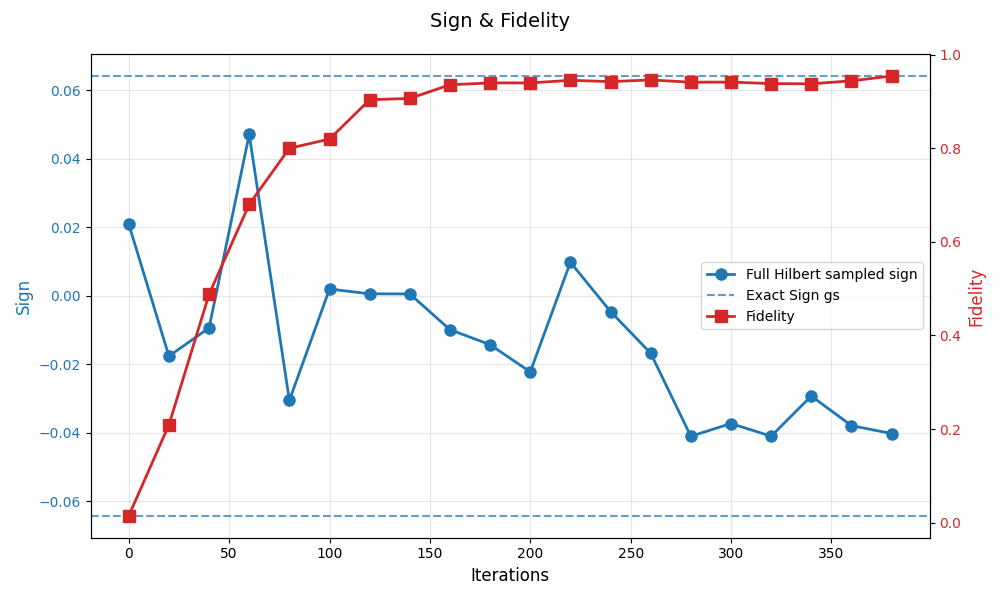 Sign & Fidelity
Sign
0.06
0.04
0.02
0.00
−0.02
−0.04
−0.06
1.0
0.8
0.6
0.4
0.2
0.0
Fidelity
Full Hilbert sampled sign
Exact Sign gs
Fidelity
0 50 100 150 200 250 300 350
Iterations